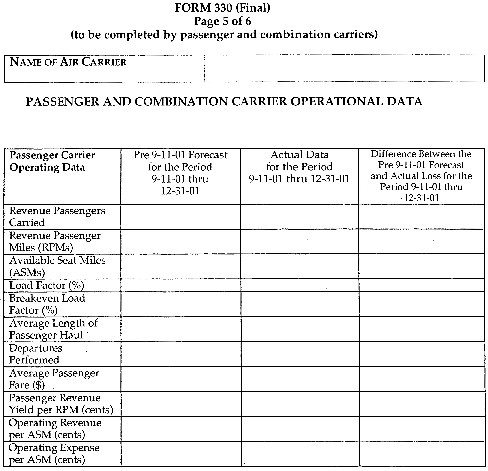 FORM 330 (Final)
Page 5 of 6
(to be completed by passenger and combination carriers)
NAME OF AIR CARRIER
PASSENGER AND COMBINATION CARRIER OPERATIONAL DATA
Passenger Carrier
Operating Data
Pre 9-11-01 Forecast
for the Period
9-11-01 thru
12-31-01
Actual Data
for the Period
9-11-01 thru 12-31-01
Difference Between the
Pre 9-11-01 Forecast
and Actual Loss for the
Period 9-11-01 thru
12-31-01
Revenue Passengers
Carried
Revenue Passenger
Miles (RPMs)
Available Seat Miles
(ASMs)
Load Factor (%)
Breakeven Load
Factor (%)
Average Length of
Passenger Haul
Departures
Performed
Average Passenger
Fare ($)
Passenger Revenue
Yield per RPM (cents)
Operating Revenue
per ASM (cents)
Operating Expense
per ASM (cents)